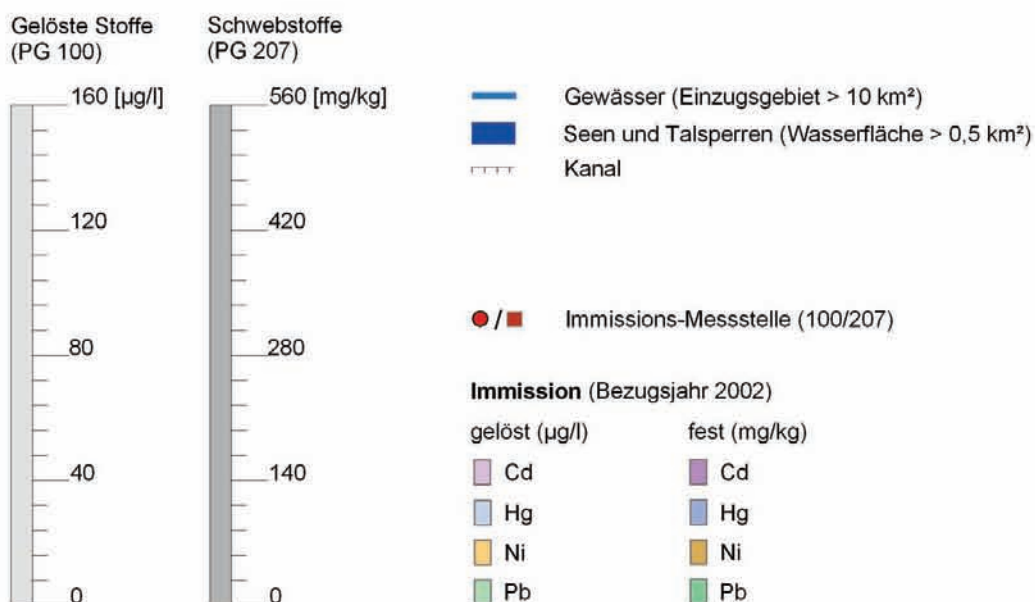 Gelöste Stoffe
(PG 100)
160 [µg/l]
120
80
40
0
Schwebstoffe
(PG 207)
560 [mg/kg]
420
280
140
0
Gewässer (Einzugsgebiet > 10 km²)
Seen und Talsperren (Wasserfläche > 0,5 km²)
Kanal
/ Immissions-Messstelle (100/207)
Immission (Bezugsjahr 2002)
gelöst (µg/l)
Cd
Hg
Ni
Pb
fest (mg/kg)
Cd
Hg
Ni
Pb